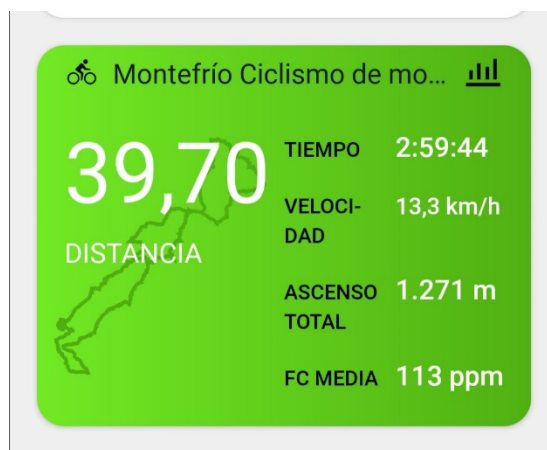 Montefrío Ciclismo de mo...
39,70
DISTANCIA
TIEMPO 2:59:44
VELOCI-
DAD 13,3 km/h
ASCENSO
TOTAL 1.271 m
FC MEDIA 113 ppm